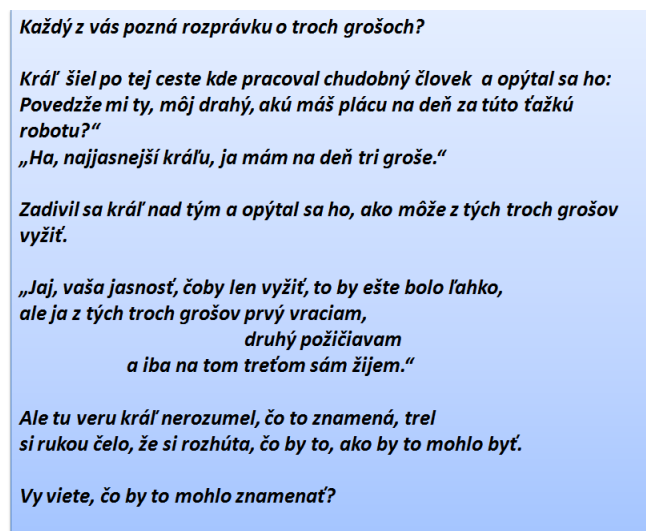 Každý z vás pozná rozprávku o troch grošoch?
Kráľ šiel po tej ceste kde pracoval chudobný človek a opýtal sa ho:
Povedzže mi ty, môj drahý, akú máš plácu na deň za túto ťažkú
robotu?“
„Ha, najjasnejší kráľu, ja mám na deň tri groše.“
Zadivil sa kráľ nad tým a opýtal sa ho, ako môže z tých troch grošov
vyžiť.
„Jaj, vaša jasnosť, čoby len vyžiť, to by ešte bolo ľahko,
ale ja z tých troch grošov prvý vraciam,
druhý požičiavam
a iba na tom treťom sám žijem.“
Ale tu veru kráľ nerozumel, čo to znamená, trel
si rukou čelo, že si rozhúta, čo by to, ako by to mohlo byť.
Vy viete, čo by to mohlo znamenať?